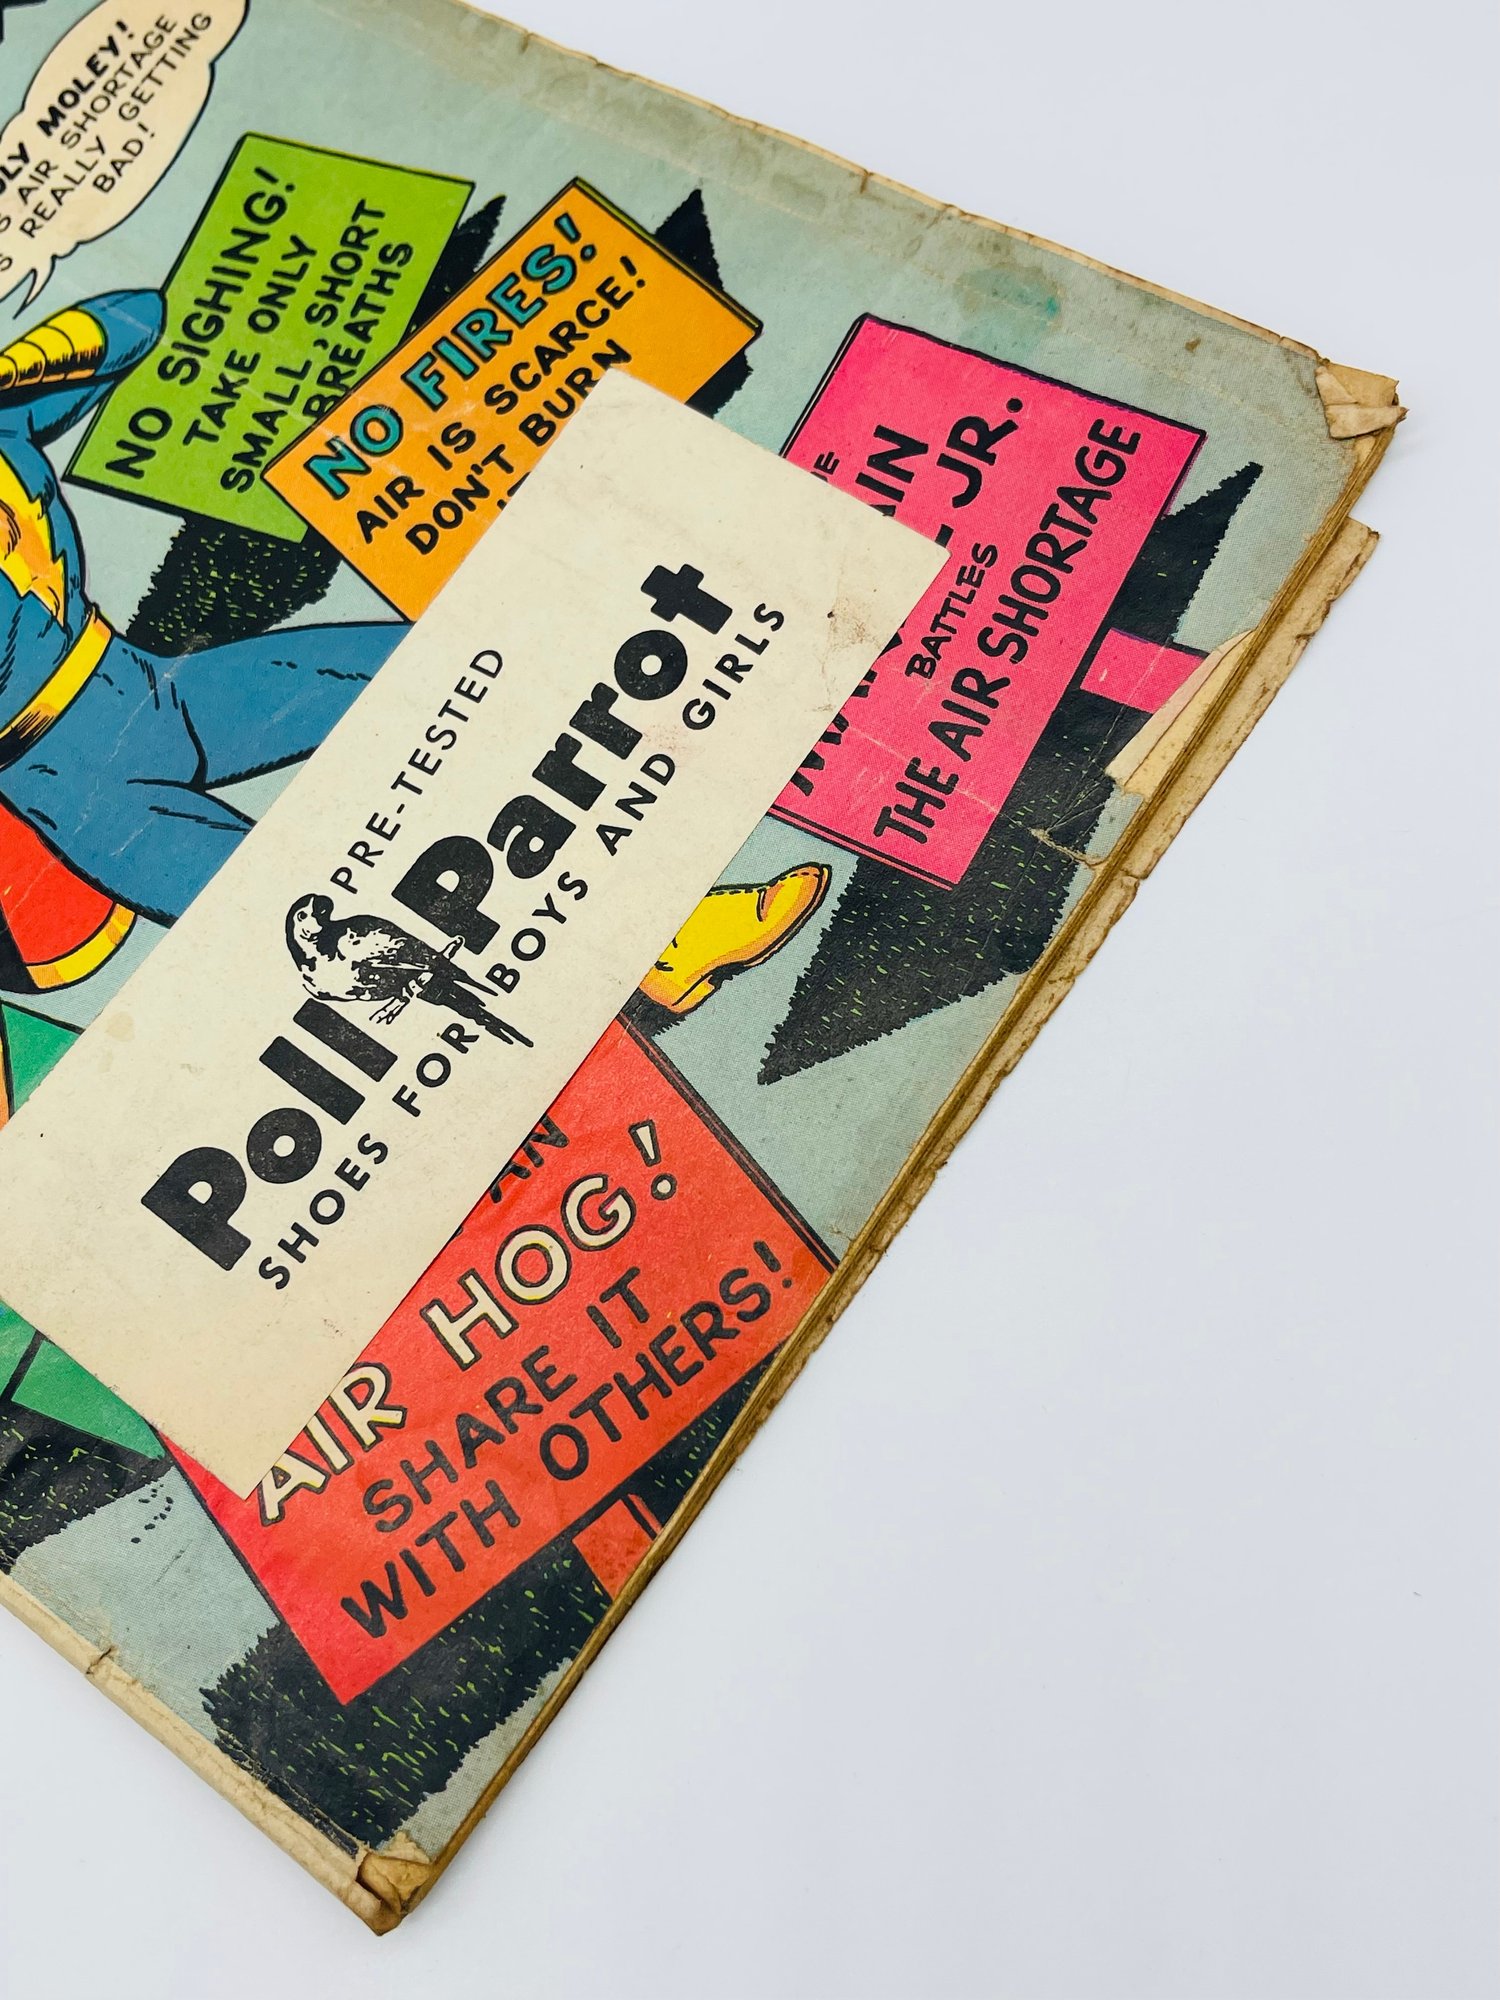 MOLEY!
AIR SHORTAGE
REALLY GETTING
BAD!
NO SIGHING!
TAKE ONLY
SMALL, SHORT
BREATHS
NO FIRES!
AIR IS SCARCE!
DON'T BURN
JR.
BATTLES
THE AIR SHORTAGE
PRE-TESTED
Poll Parrot
SHOES FOR BOYS AND GIRLS
AIR HOG!
SHARE IT
WITH OTHERS!